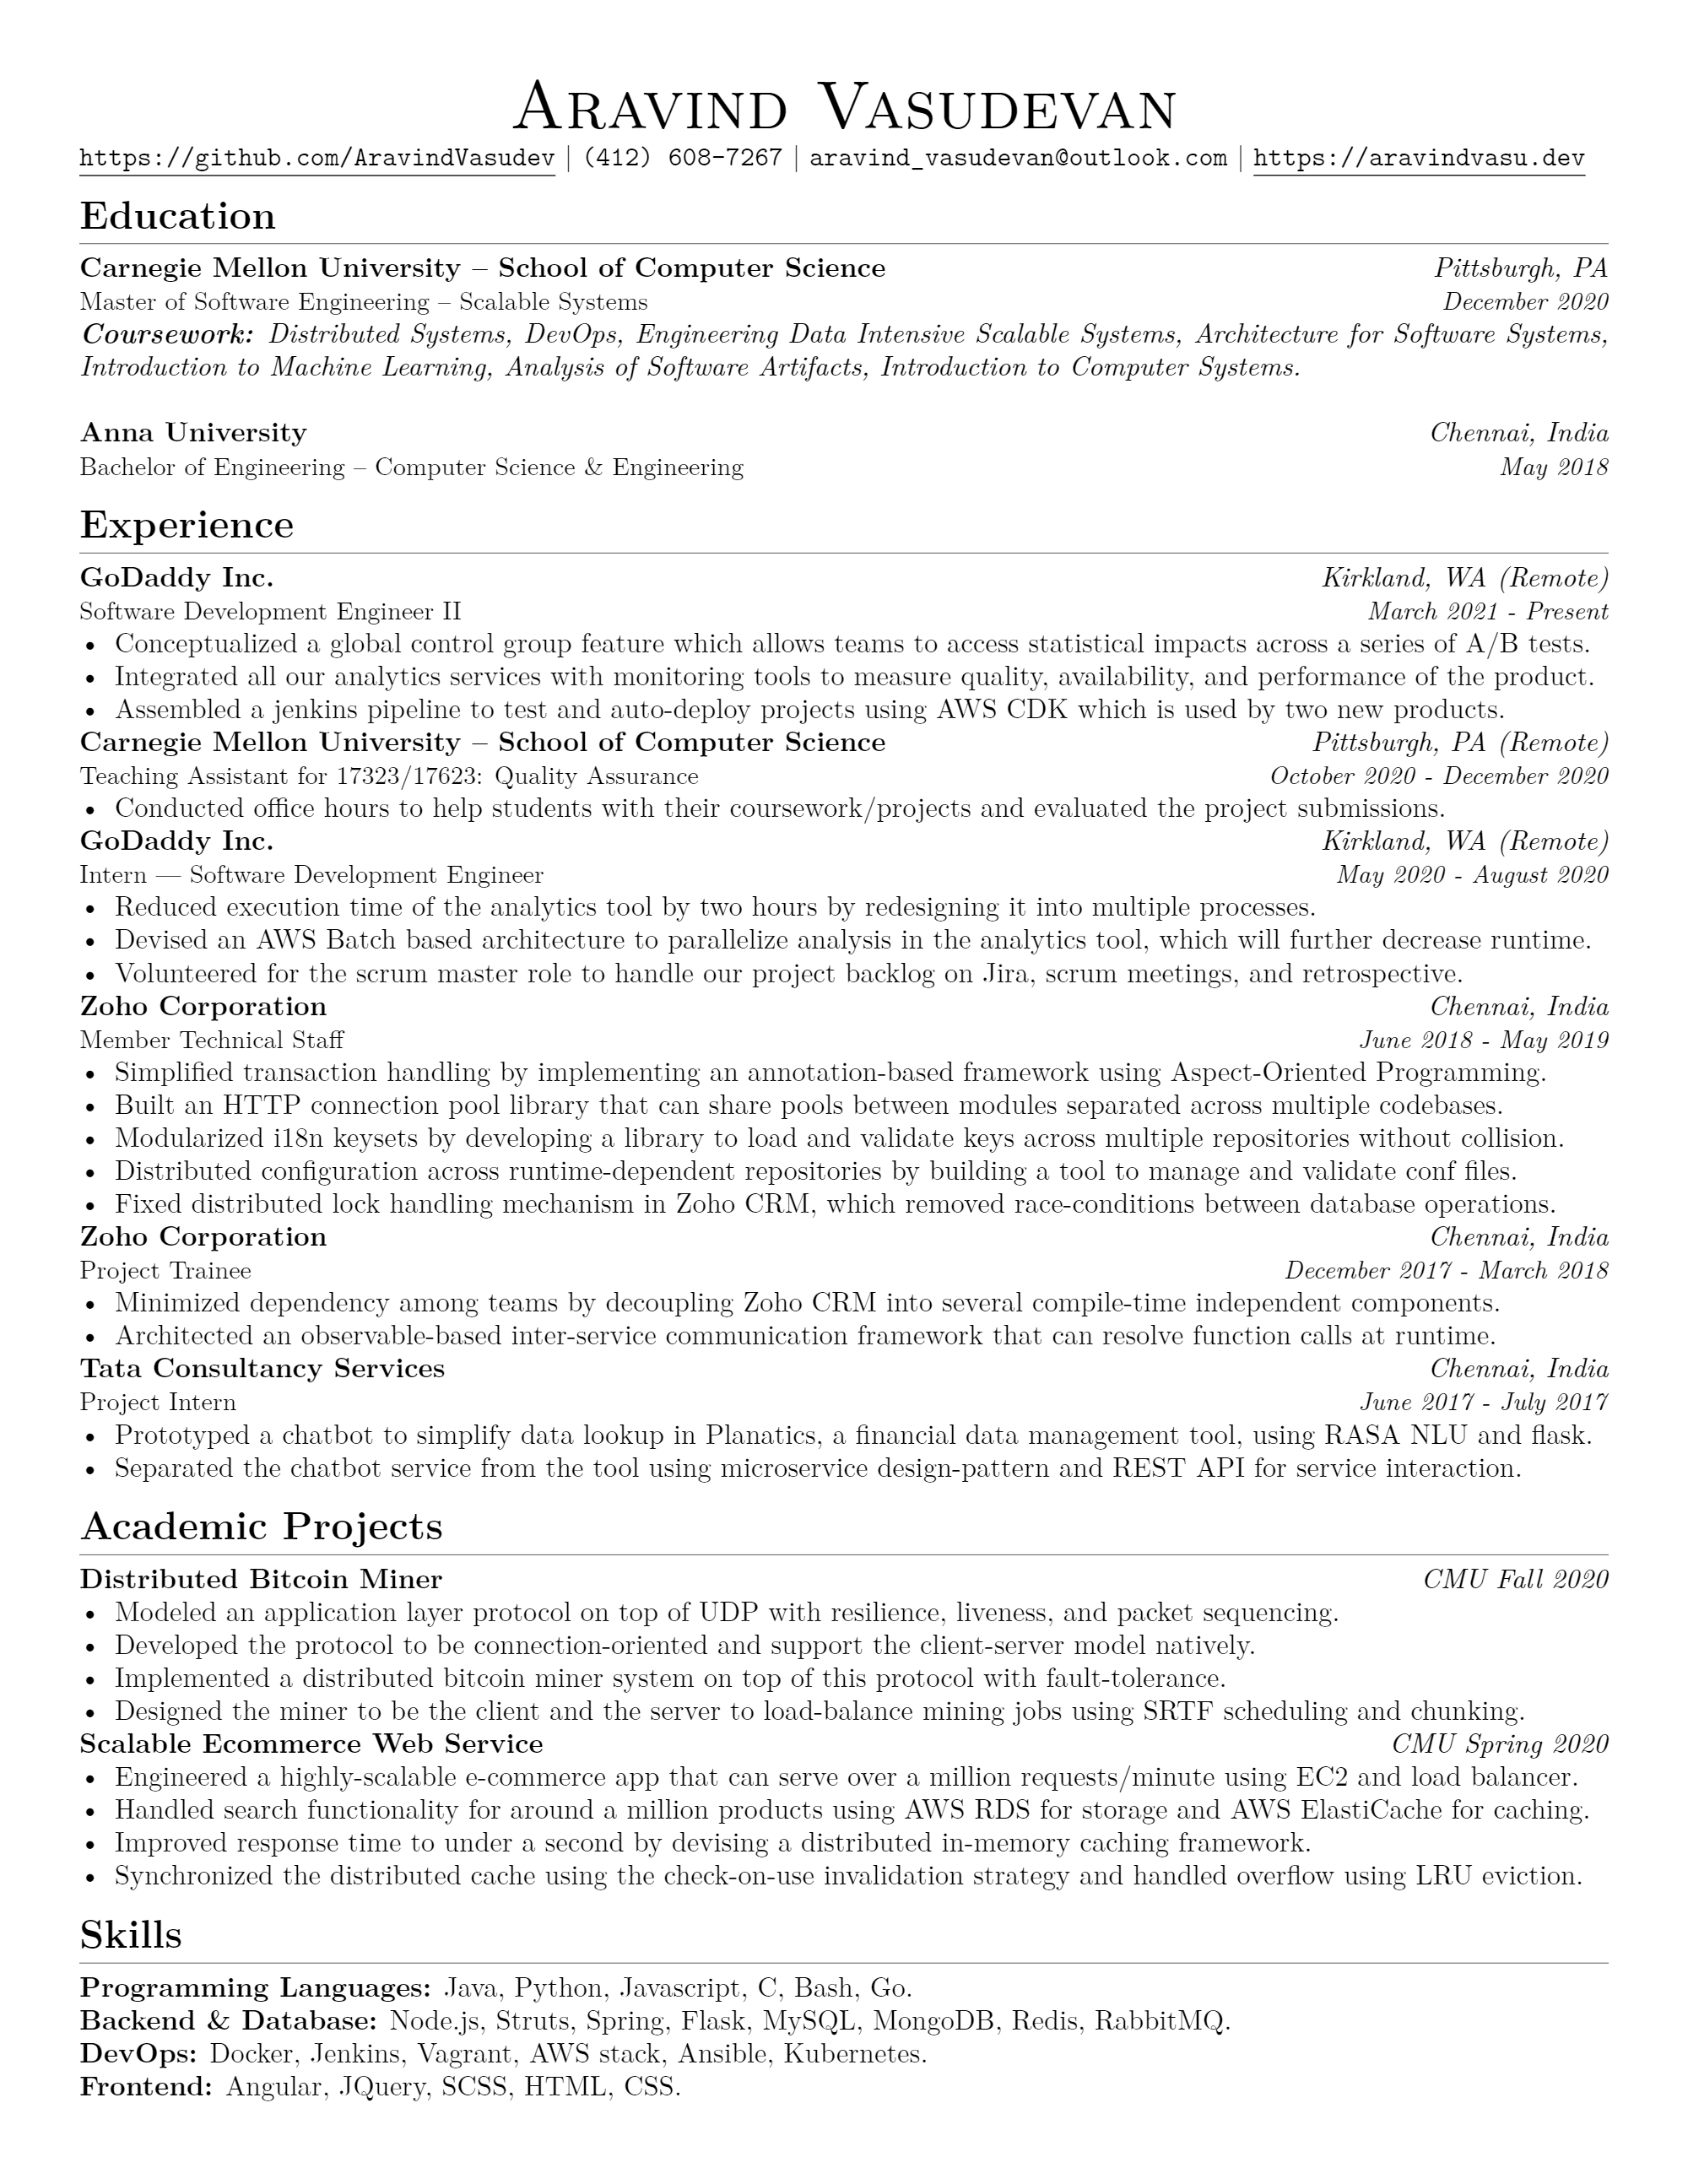 Aravind Vasudevan
https://github.com/AravindVasudev | (412) 608-7267 | aravind_vasudevan@outlook.com | https://aravindvasu.dev
Education
Carnegie Mellon University – School of Computer Science Pittsburgh, PA
Master of Software Engineering – Scalable Systems December 2020
Coursework: Distributed Systems, DevOps, Engineering Data Intensive Scalable Systems, Architecture for Software Systems,
Introduction to Machine Learning, Analysis of Software Artifacts, Introduction to Computer Systems.
Anna University Chennai, India
Bachelor of Engineering – Computer Science & Engineering May 2018
Experience
GoDaddy Inc. Kirkland, WA (Remote)
Software Development Engineer II March 2021 - Present
• Conceptualized a global control group feature which allows teams to access statistical impacts across a series of A/B tests.
• Integrated all our analytics services with monitoring tools to measure quality, availability, and performance of the product.
• Assembled a jenkins pipeline to test and auto-deploy projects using AWS CDK which is used by two new products.
Carnegie Mellon University – School of Computer Science Pittsburgh, PA (Remote)
Teaching Assistant for 17323/17623: Quality Assurance October 2020 - December 2020
• Conducted office hours to help students with their coursework/projects and evaluated the project submissions.
GoDaddy Inc. Kirkland, WA (Remote)
Intern — Software Development Engineer May 2020 - August 2020
• Reduced execution time of the analytics tool by two hours by redesigning it into multiple processes.
• Devised an AWS Batch based architecture to parallelize analysis in the analytics tool, which will further decrease runtime.
• Volunteered for the scrum master role to handle our project backlog on Jira, scrum meetings, and retrospective.
Zoho Corporation Chennai, India
Member Technical Staff June 2018 - May 2019
• Simplified transaction handling by implementing an annotation-based framework using Aspect-Oriented Programming.
• Built an HTTP connection pool library that can share pools between modules separated across multiple codebases.
• Modularized i18n keysets by developing a library to load and validate keys across multiple repositories without collision.
• Distributed configuration across runtime-dependent repositories by building a tool to manage and validate conf files.
• Fixed distributed lock handling mechanism in Zoho CRM, which removed race-conditions between database operations.
Zoho Corporation Chennai, India
Project Trainee December 2017 - March 2018
• Minimized dependency among teams by decoupling Zoho CRM into several compile-time independent components.
• Architected an observable-based inter-service communication framework that can resolve function calls at runtime.
Tata Consultancy Services Chennai, India
Project Intern June 2017 - July 2017
• Prototyped a chatbot to simplify data lookup in Planatics, a financial data management tool, using RASA NLU and flask.
• Separated the chatbot service from the tool using microservice design-pattern and REST API for service interaction.
Academic Projects
Distributed Bitcoin Miner CMU Fall 2020
• Modeled an application layer protocol on top of UDP with resilience, liveness, and packet sequencing.
• Developed the protocol to be connection-oriented and support the client-server model natively.
• Implemented a distributed bitcoin miner system on top of this protocol with fault-tolerance.
• Designed the miner to be the client and the server to load-balance mining jobs using SRTF scheduling and chunking.
Scalable Ecommerce Web Service CMU Spring 2020
• Engineered a highly-scalable e-commerce app that can serve over a million requests/minute using EC2 and load balancer.
• Handled search functionality for around a million products using AWS RDS for storage and AWS ElastiCache for caching.
• Improved response time to under a second by devising a distributed in-memory caching framework.
• Synchronized the distributed cache using the check-on-use invalidation strategy and handled overflow using LRU eviction.
Skills
Programming Languages: Java, Python, Javascript, C, Bash, Go.
Backend & Database: Node.js, Struts, Spring, Flask, MySQL, MongoDB, Redis, RabbitMQ.
DevOps: Docker, Jenkins, Vagrant, AWS stack, Ansible, Kubernetes.
Frontend: Angular, JQuery, SCSS, HTML, CSS.